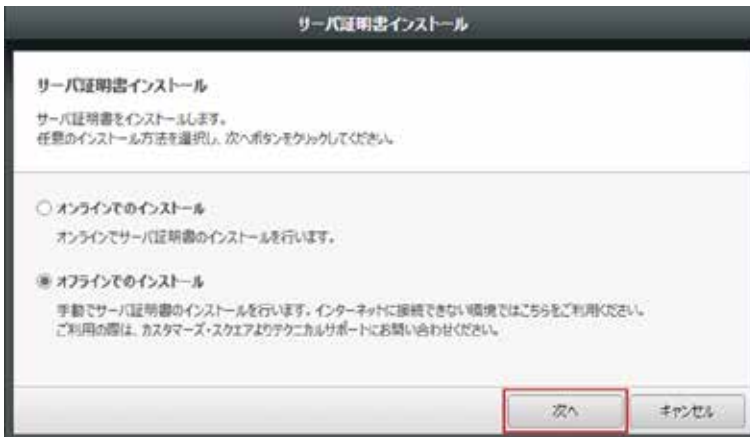 サーバ証明書インストール
サーバ証明書インストール
サーバ証明書をインストールします。
任意のインストール方法を選択し、次へボタンをクリックしてください。
オンラインでのインストール
オンラインでサーバ証明書のインストールを行います。
オフラインでのインストール
手動でサーバ証明書のインストールを行います。インターネットに接続できない環境ではこちらをご利用ください。
ご利用の際は、カスタマーズ・スクエアよりテクニカルサポートにお問い合わせください。
次へ
キャンセル